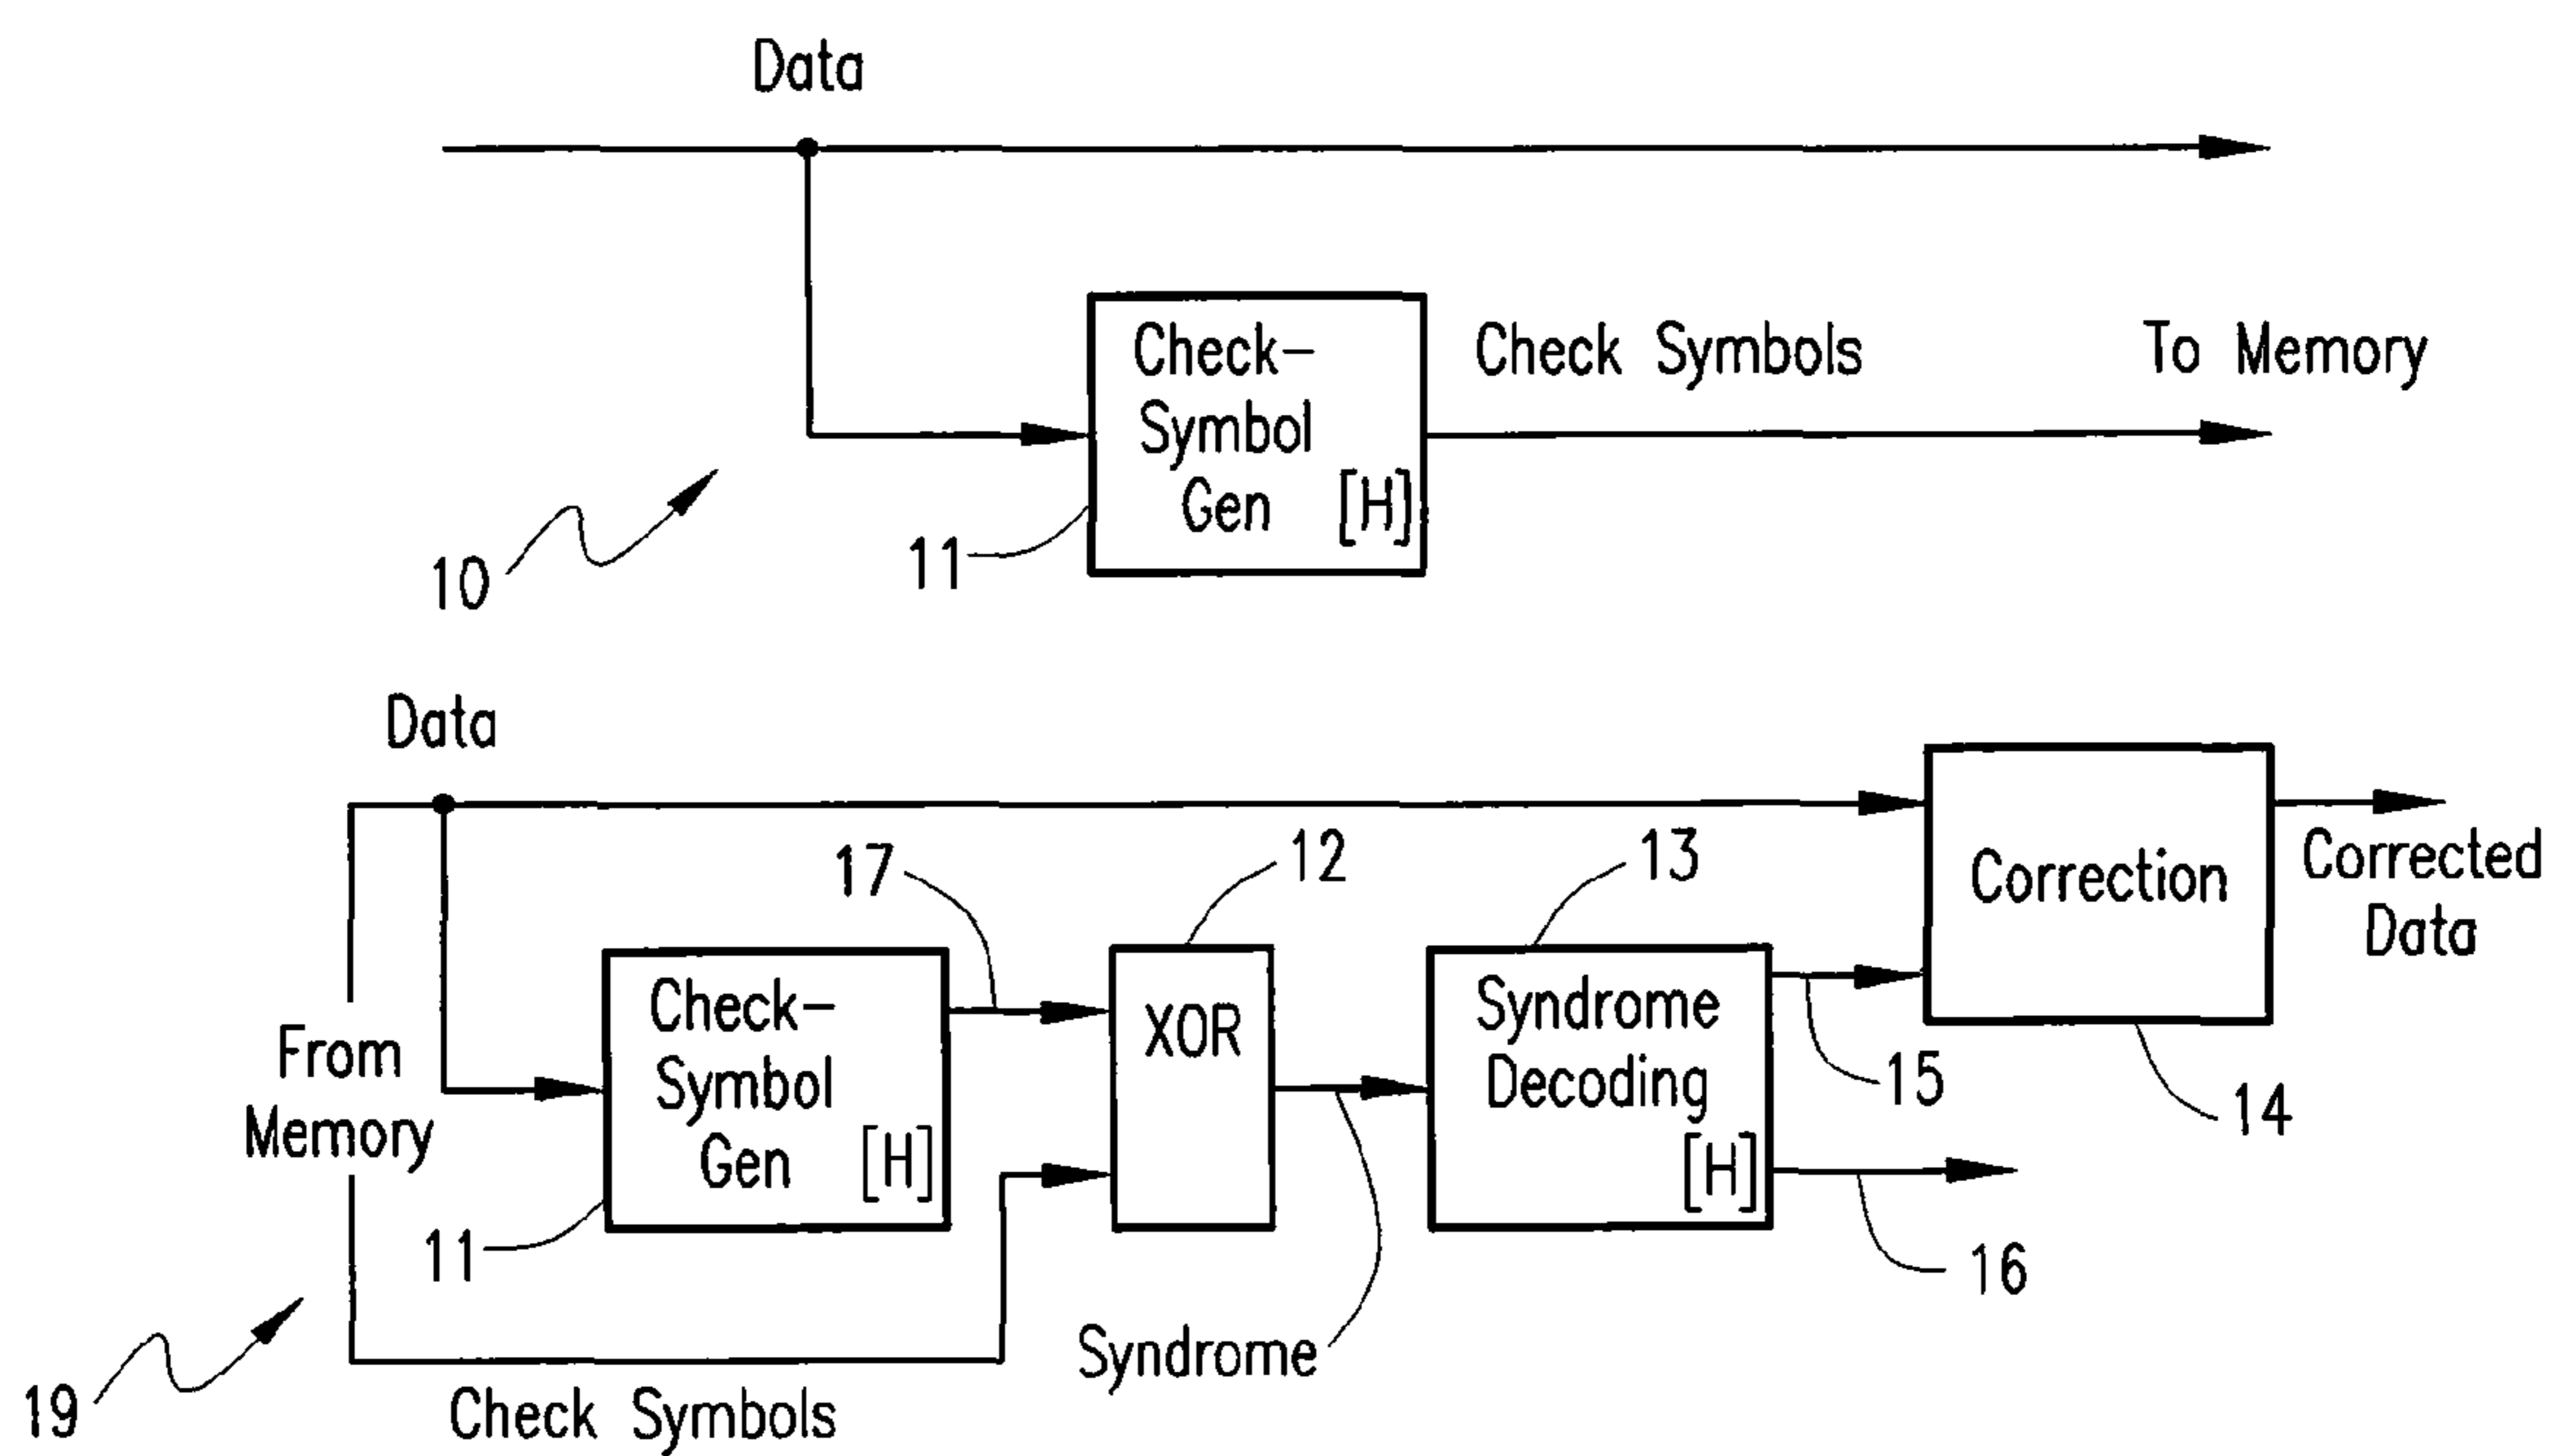 Data
Check-
Symbol
Gen [H]
Check Symbols
To Memory
10
11
Data
17
12
13
Correction
Corrected
Data
From
Memory
Check-
Symbol
Gen [H]
XOR
Syndrome
Decoding
[H]
15
14
11
16
Syndrome
19
Check Symbols